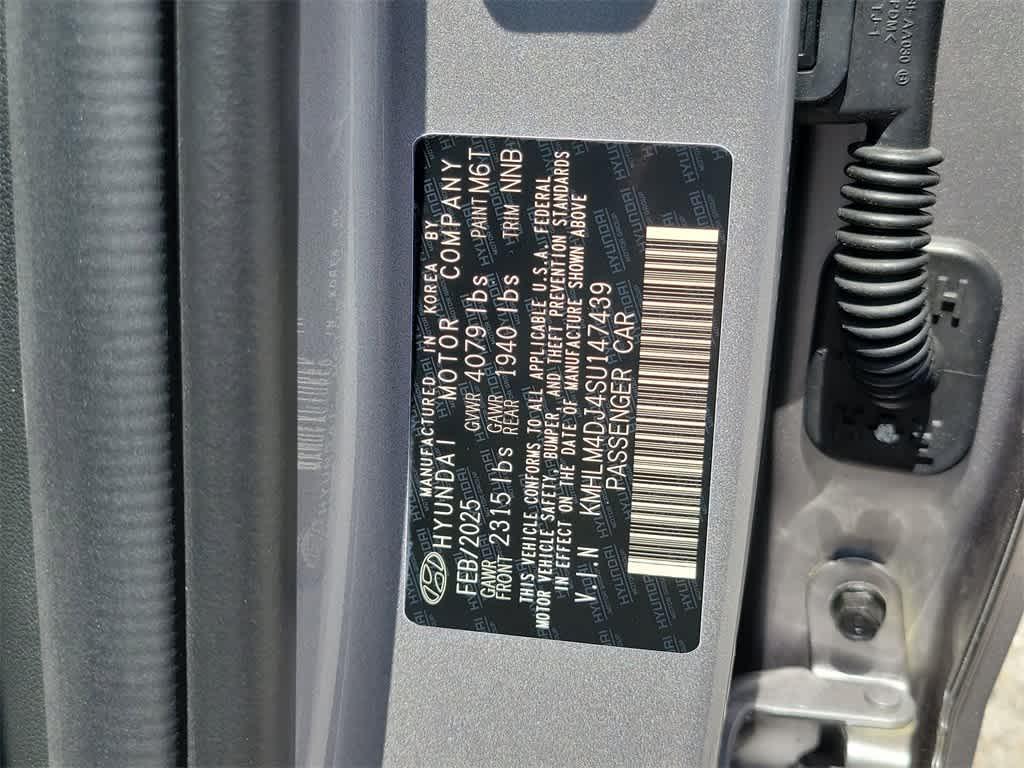 MANUFACTURED IN KOREA BY
HYUNDAI MOTOR COMPANY
FEB/2025 GVWR 4079 lbs PAINT M6T
GAWR FRONT 2315 lbs GAWR REAR 1940 lbs TRIM NNB
THIS VEHICLE CONFORMS TO ALL APPLICABLE U.S.A. FEDERAL
MOTOR VEHICLE SAFETY, BUMPER, AND THEFT PREVENTION STANDARDS
IN EFFECT ON THE DATE OF MANUFACTURE SHOWN ABOVE
V.I.N KMHLM4DJ4SU147439
PASSENGER CAR